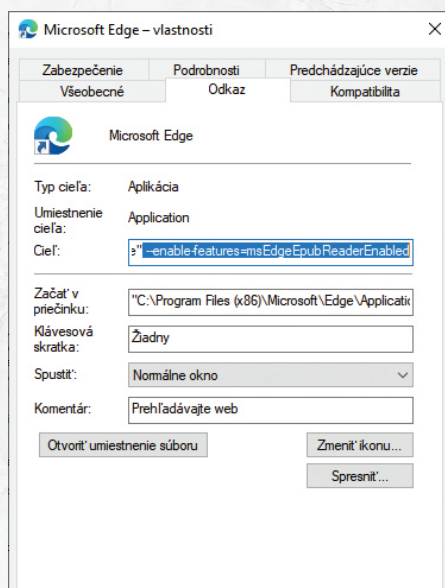 Microsoft Edge – vlastnosti
Zabezpečenie Podrobnosti Predchádzajúce verzie
Všeobecné Odkaz Kompatibilita
Microsoft Edge
Typ cieľa: Aplikácia
Umiestnenie cieľa: Application
Cieľ: e" --enable-features=msEdgeEpubReaderEnabled
Začať v priečinku: "C:\Program Files (x86)\Microsoft\Edge\Applicatic
Klávesová skratka: Žiadny
Spustiť: Normálne okno
Komentár: Prehľadávajte web
Otvoriť umiestnenie súboru Zmeniť ikonu...
Spresniť...